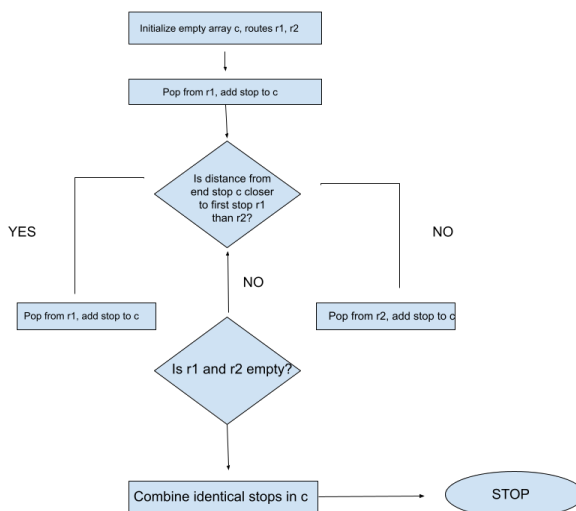 Initialize empty array c, routes r1, r2
Pop from r1, add stop to c
Is distance from
end stop c closer
to first stop r1
than r2?
YES
NO
NO
Pop from r1, add stop to c
Pop from r2, add stop to c
Is r1 and r2 empty?
Combine identical stops in c
STOP